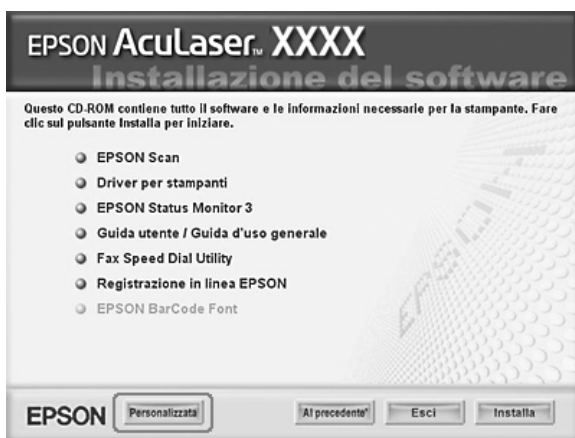 EPSON AcuLaser™ XXXX
Installazione del software
Questo CD-ROM contiene tutto il software e le informazioni necessarie per la stampante. Fare
clic sul pulsante Installa per iniziare.
EPSON Scan
Driver per stampanti
EPSON Status Monitor 3
Guida utente / Guida d'uso generale
Fax Speed Dial Utility
Registrazione in linea EPSON
EPSON BarCode Font
EPSON
EPSON Personalizzata Al precedente" Esci Installa